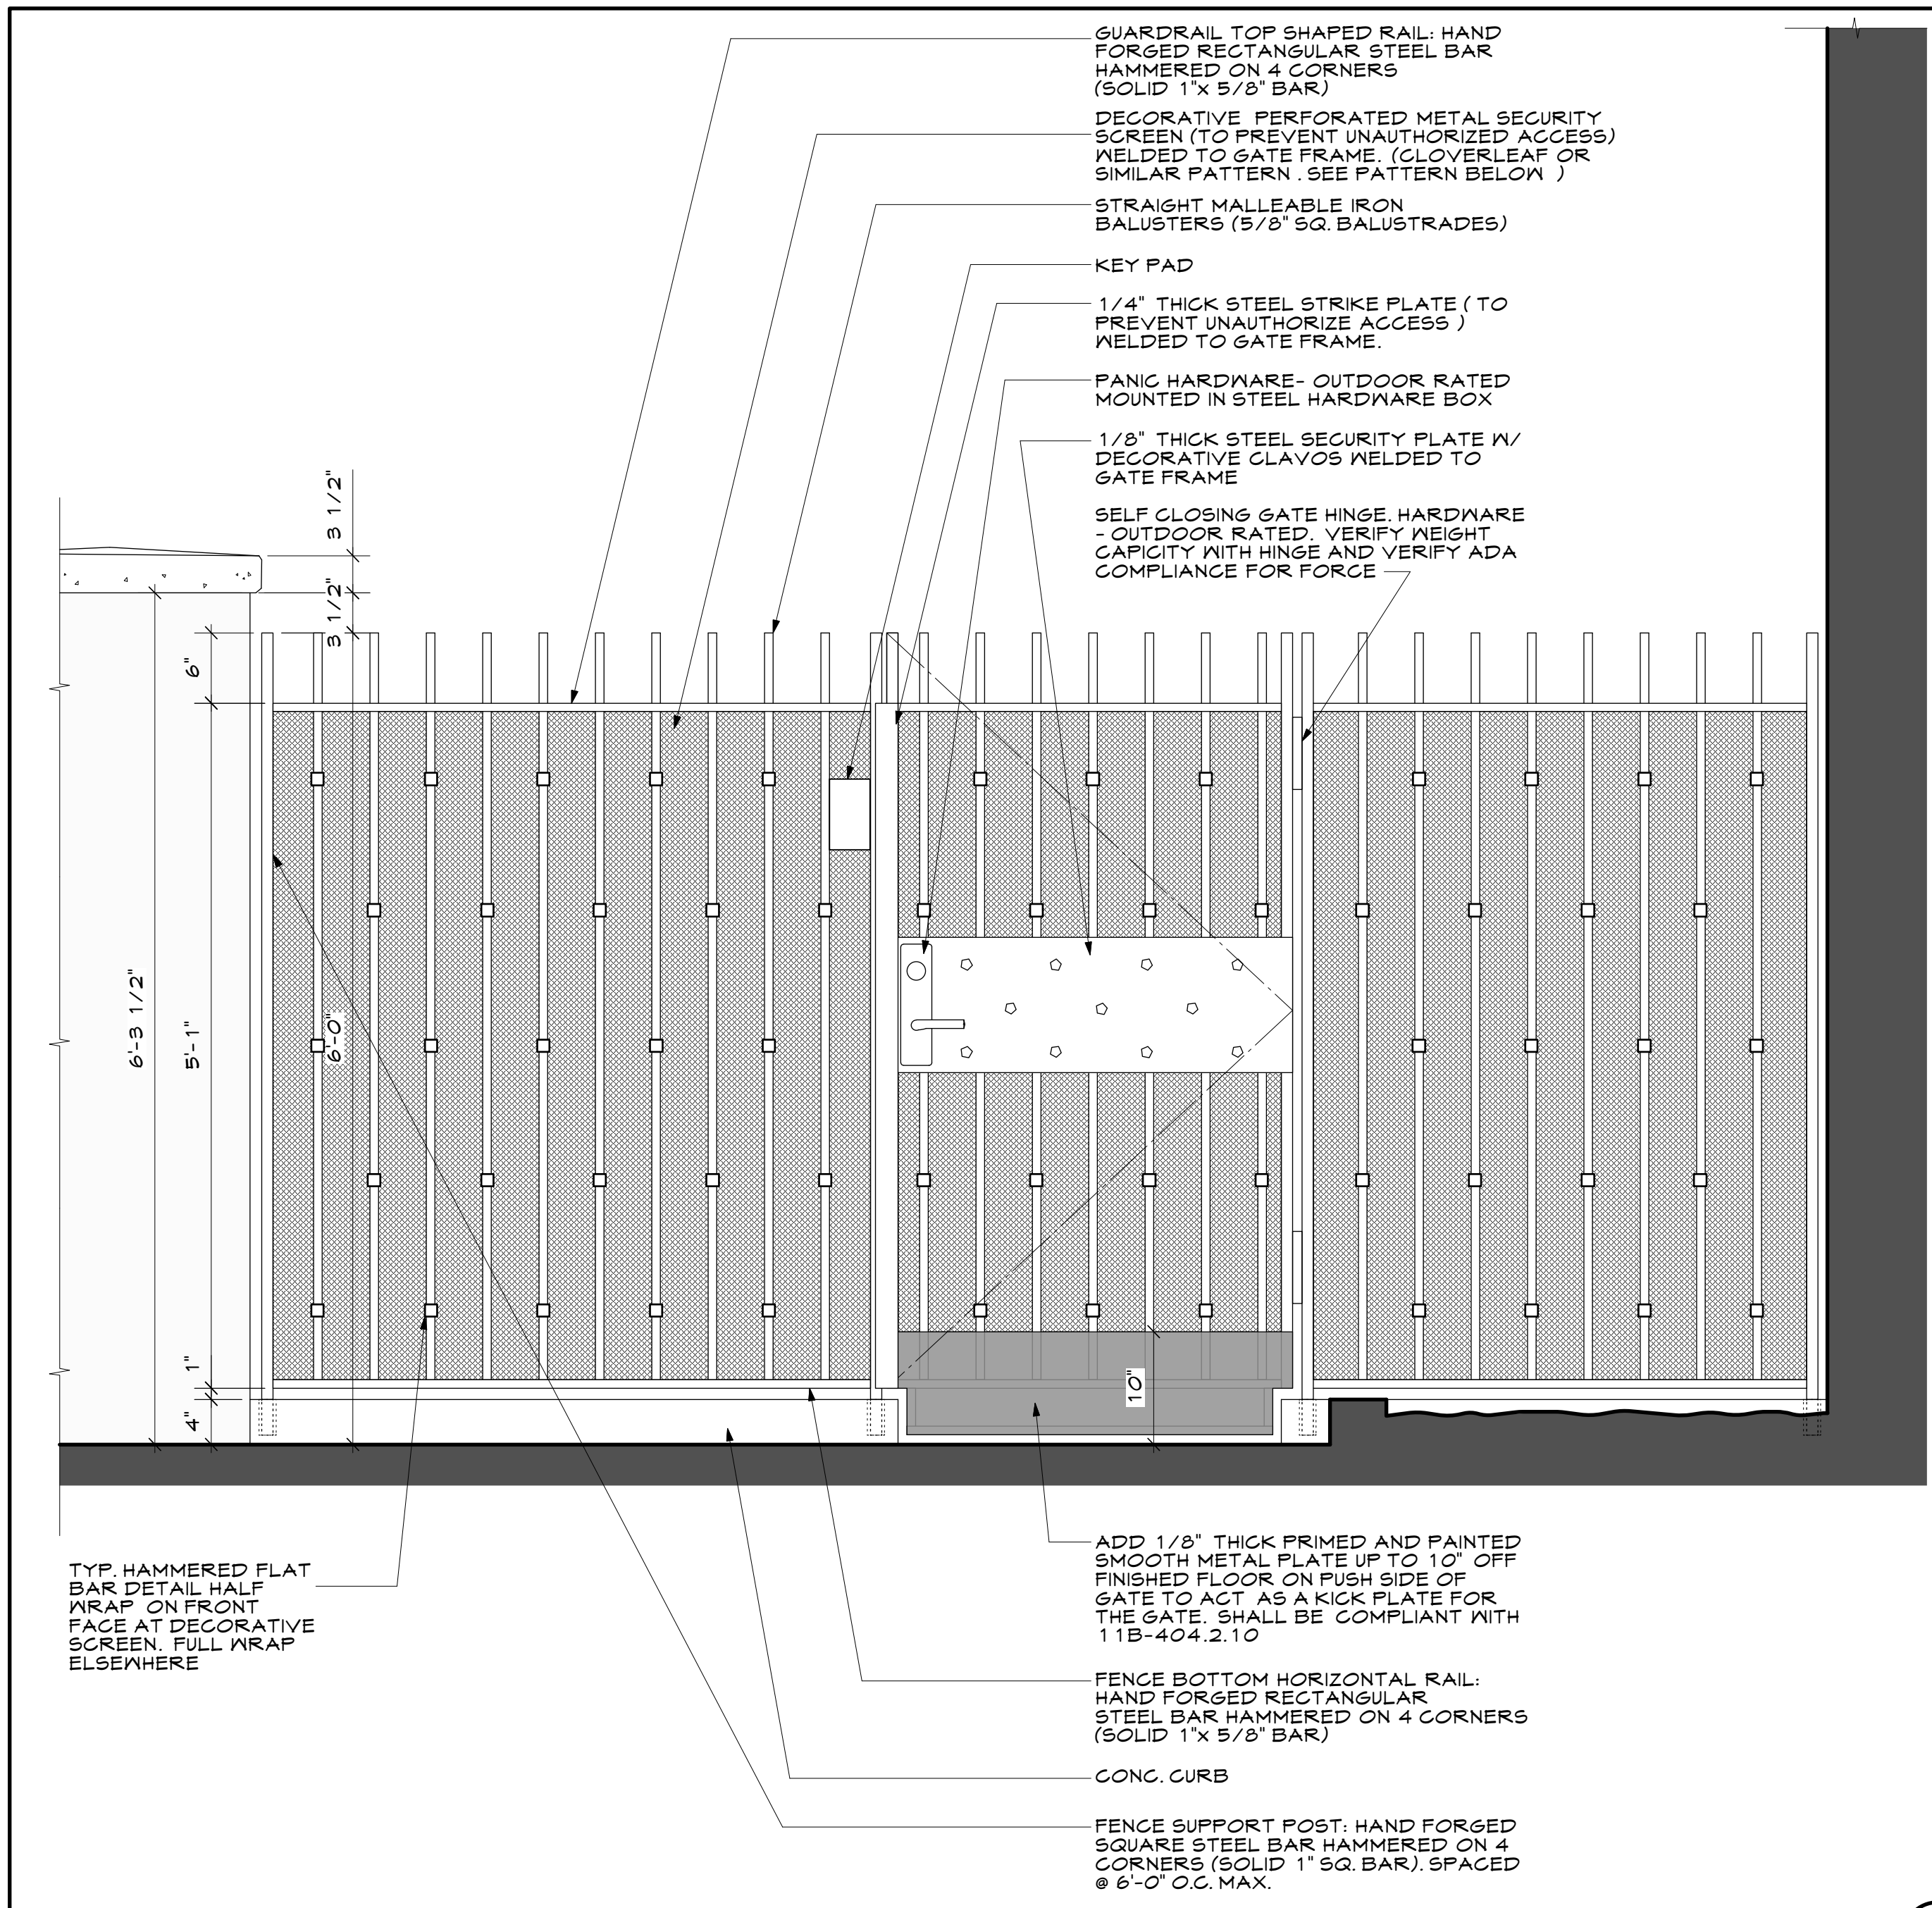 GUARDRAIL TOP SHAPED RAIL: HAND
FORGED RECTANGULAR STEEL BAR
HAMMERED ON 4 CORNERS
(SOLID 1"x 5/8" BAR)
DECORATIVE PERFORATED METAL SECURITY
SCREEN (TO PREVENT UNAUTHORIZED ACCESS)
WELDED TO GATE FRAME. (CLOVERLEAF OR
SIMILAR PATTERN . SEE PATTERN BELOW )
STRAIGHT MALLEABLE IRON
BALUSTERS (5/8" SQ. BALUSTRADES)
KEY PAD
1/4" THICK STEEL STRIKE PLATE ( TO
PREVENT UNAUTHORIZE ACCESS )
WELDED TO GATE FRAME.
PANIC HARDWARE- OUTDOOR RATED
MOUNTED IN STEEL HARDWARE BOX
1/8" THICK STEEL SECURITY PLATE W/
DECORATIVE CLAVOS WELDED TO
GATE FRAME
SELF CLOSING GATE HINGE. HARDWARE
- OUTDOOR RATED. VERIFY WEIGHT
CAPICITY WITH HINGE AND VERIFY ADA
COMPLIANCE FOR FORCE
3 1/2"
3 1/2"
6"
6'-3 1/2"
5'-1"
6'-0"
1"
4"
10"
TYP. HAMMERED FLAT
BAR DETAIL HALF
WRAP ON FRONT
FACE AT DECORATIVE
SCREEN. FULL WRAP
ELSEWHERE
ADD 1/8" THICK PRIMED AND PAINTED
SMOOTH METAL PLATE UP TO 10" OFF
FINISHED FLOOR ON PUSH SIDE OF
GATE TO ACT AS A KICK PLATE FOR
THE GATE. SHALL BE COMPLIANT WITH
11B-404.2.10
FENCE BOTTOM HORIZONTAL RAIL:
HAND FORGED RECTANGULAR
STEEL BAR HAMMERED ON 4 CORNERS
(SOLID 1"x 5/8" BAR)
CONC. CURB
FENCE SUPPORT POST: HAND FORGED
SQUARE STEEL BAR HAMMERED ON 4
CORNERS (SOLID 1" SQ. BAR). SPACED
@ 6'-0" O.C. MAX.